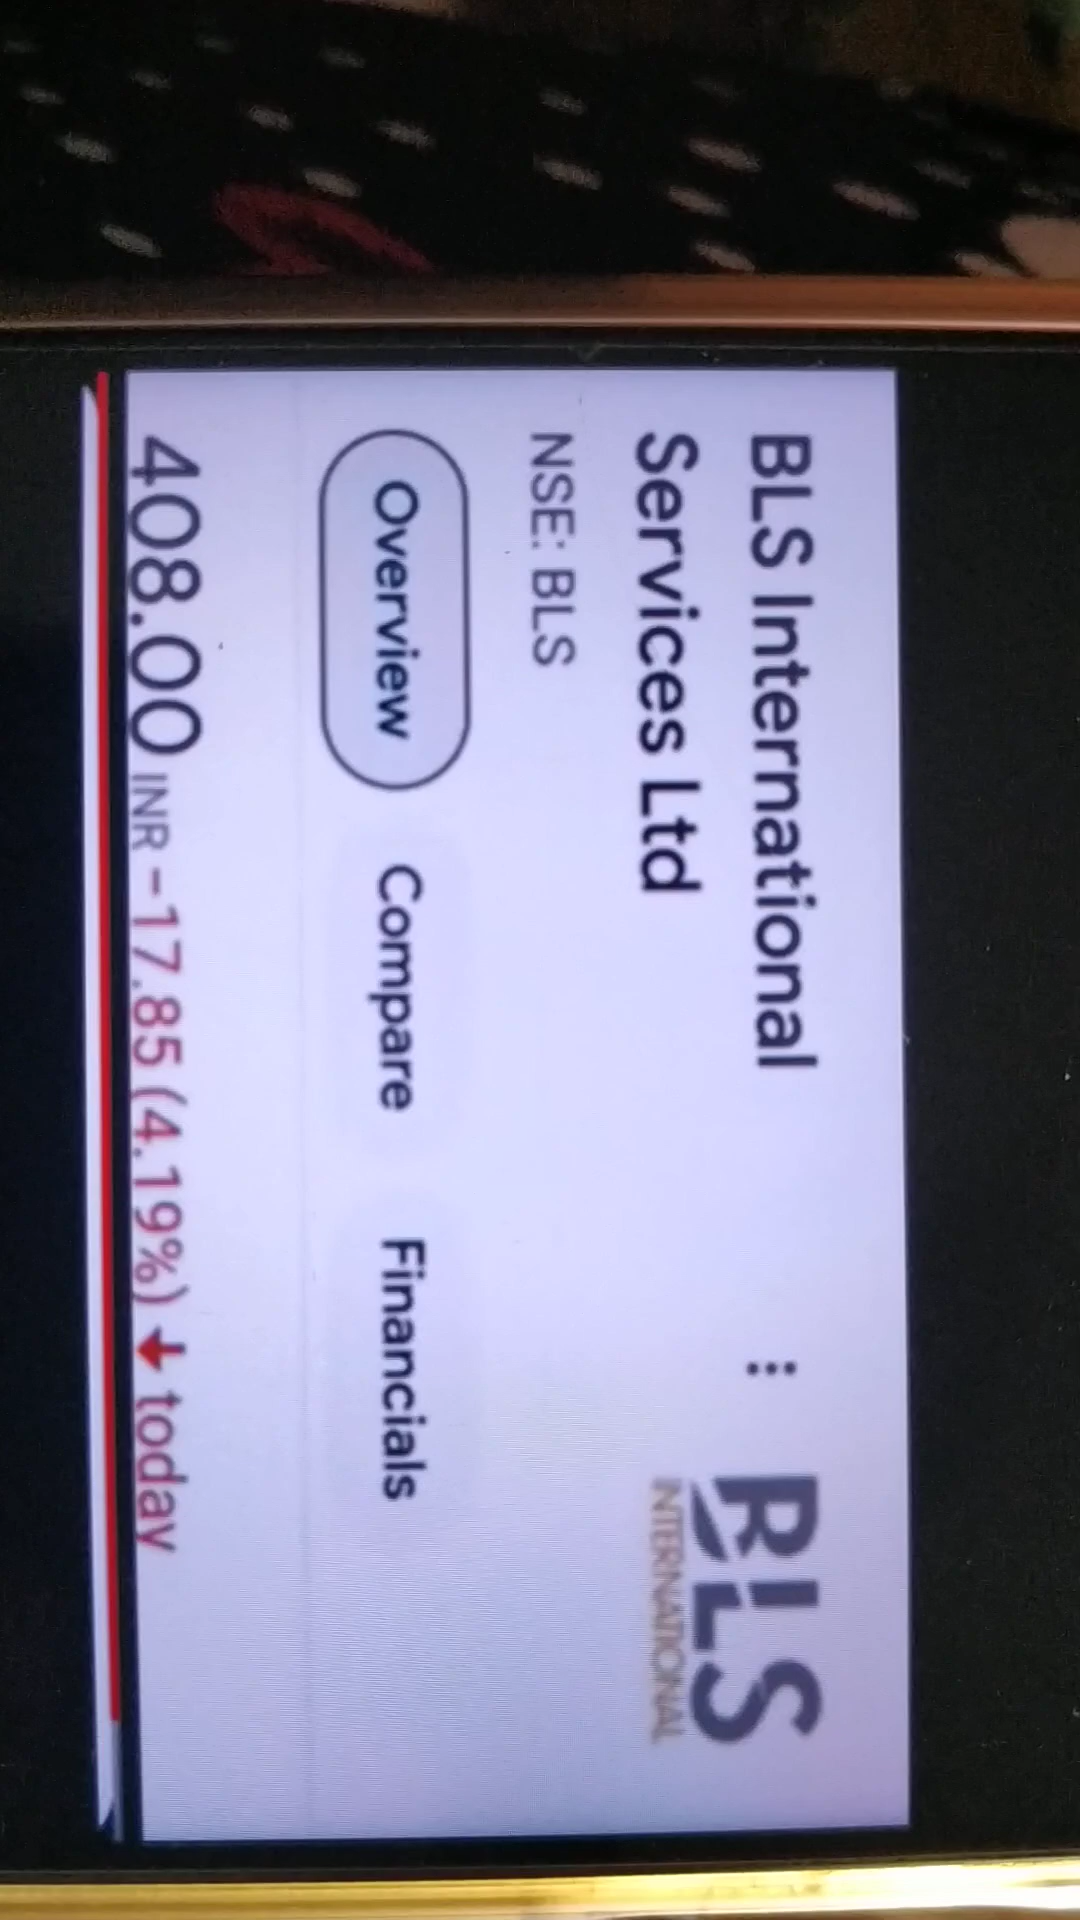 BLS International
Services Ltd
BLS
INTERNATIONAL
NSE: BLS
Overview
Compare
Financials
408.00 INR -17.85 (4.19%) ↓ today